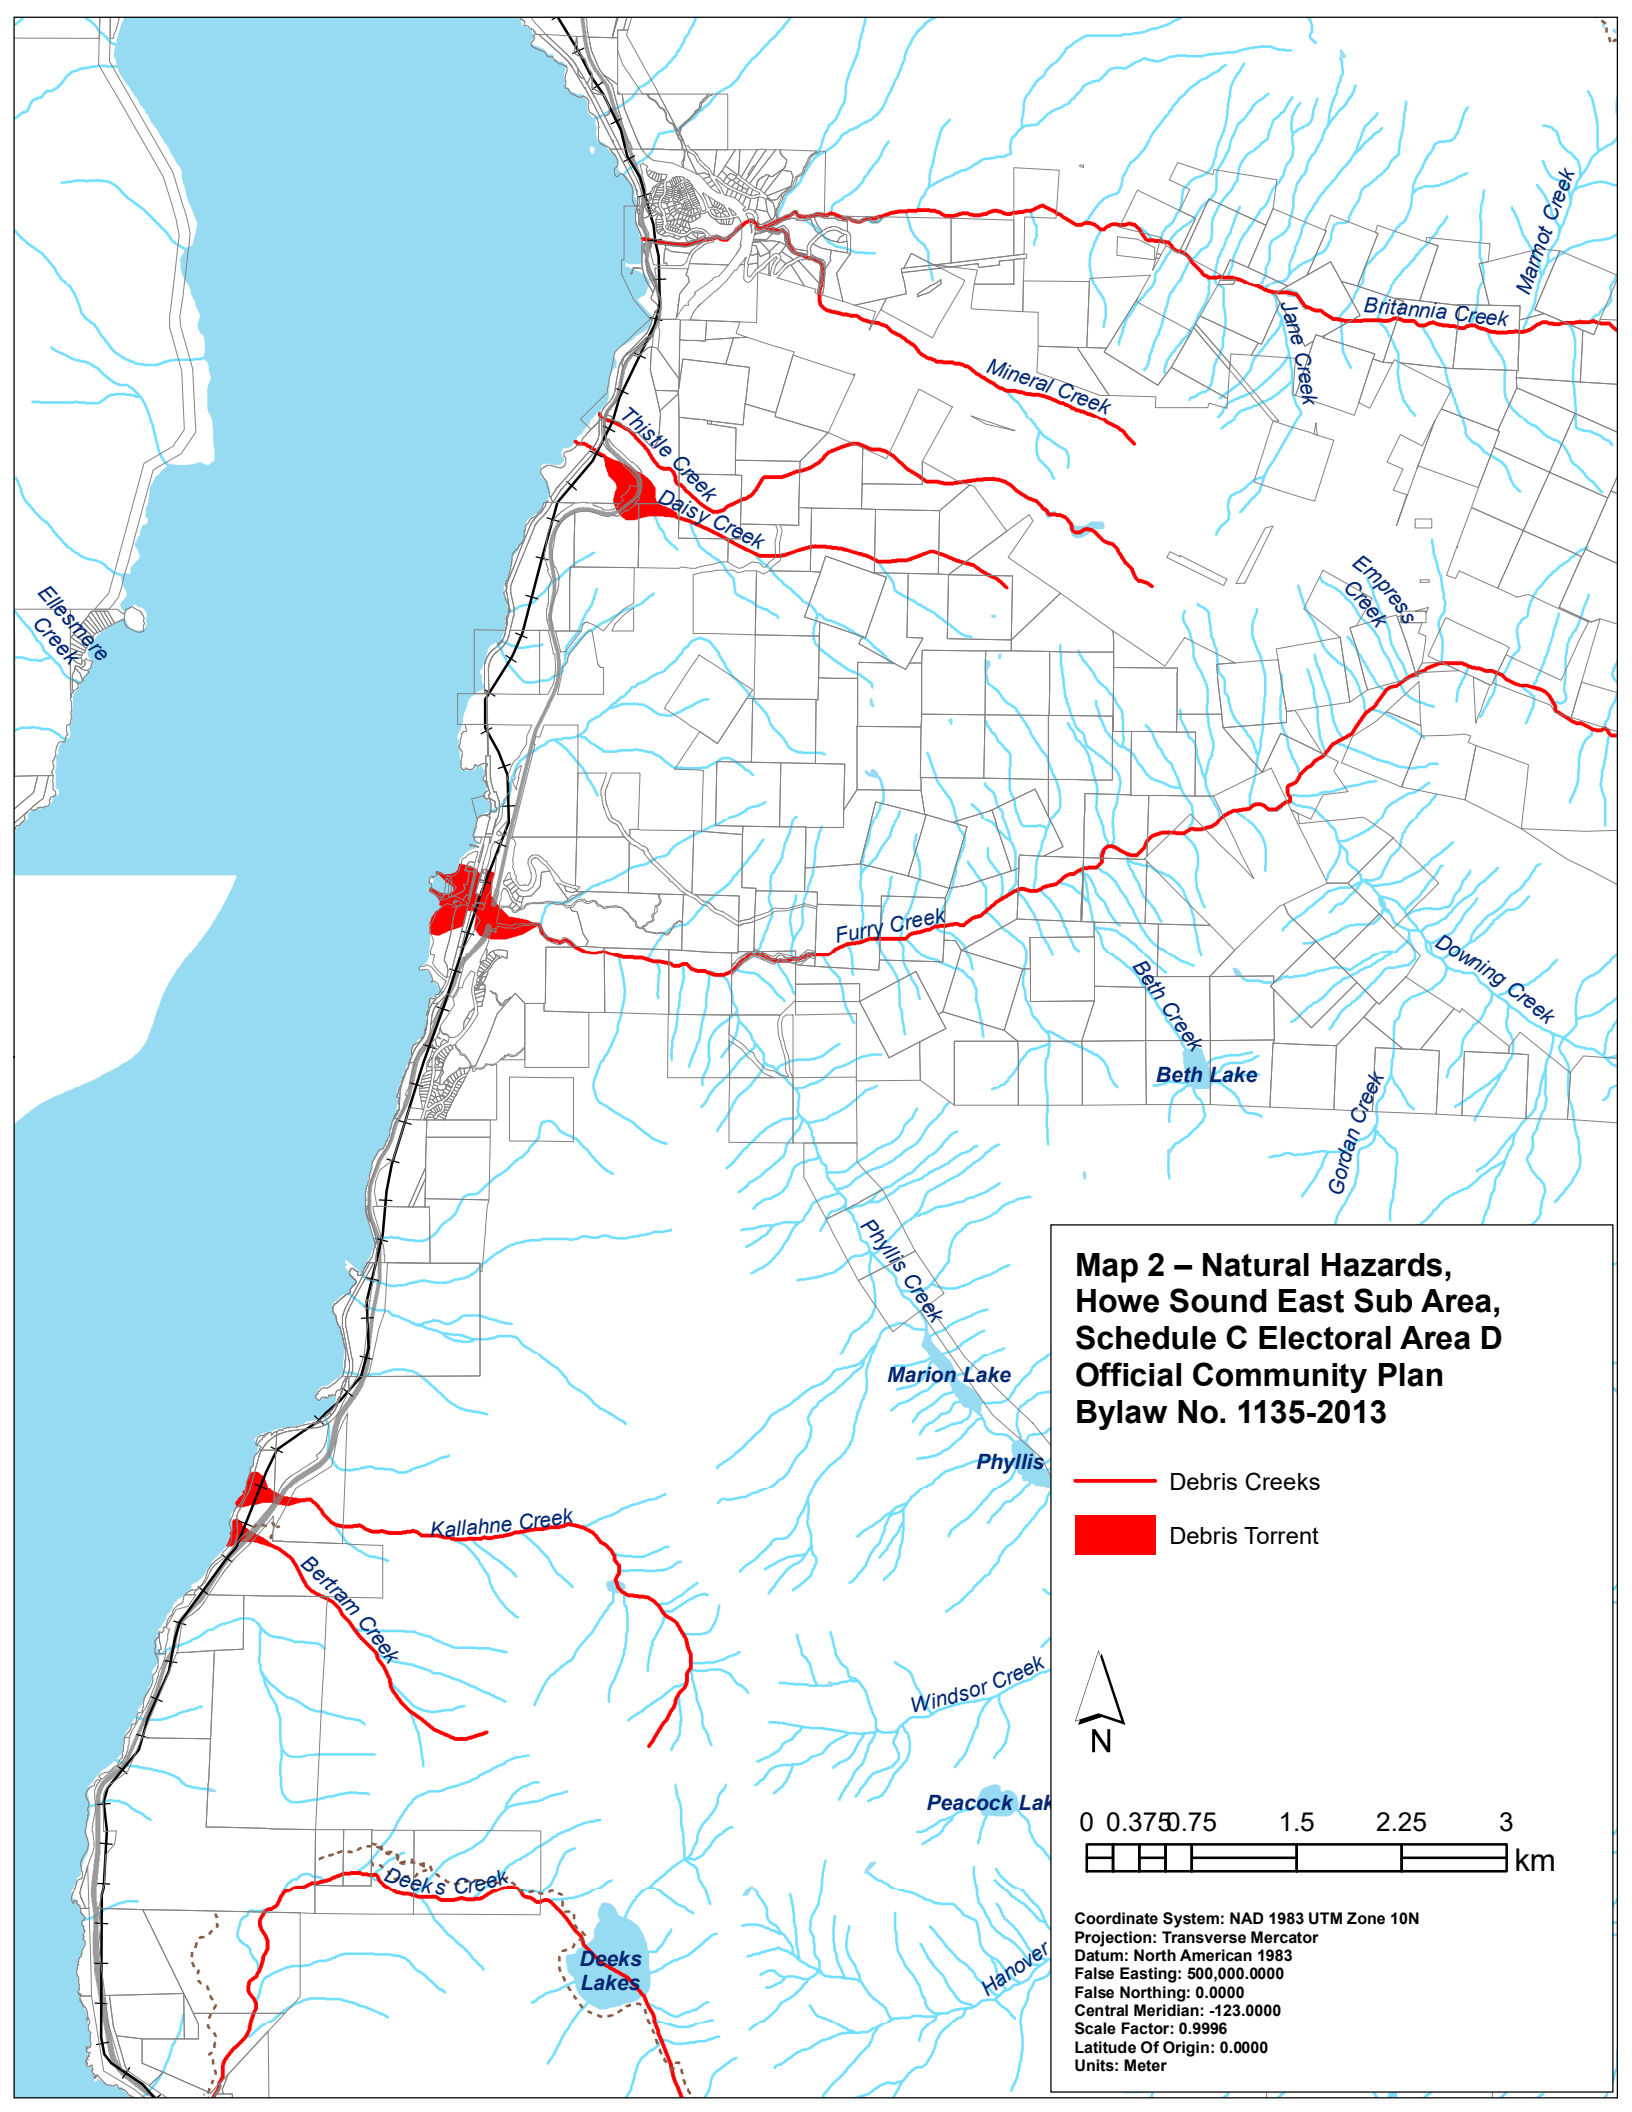 Marmot Creek
Britannia Creek
Jane Creek
Mineral Creek
Thistle Creek
Daisy Creek
Empress
Creek
Ellesmere
Creek
Furry Creek
Downing Creek
Beth Creek
Beth Lake
Gordan Creek
Phyllis Creek
Marion Lake
Phyllis
Kallahne Creek
Bertram Creek
Windsor Creek
Peacock Lak
Deeks Creek
Deeks
Lakes
Hanover
Map 2 – Natural Hazards,
Howe Sound East Sub Area,
Schedule C Electoral Area D
Official Community Plan
Bylaw No. 1135-2013
Debris Creeks
Debris Torrent
N
0 0.375 0.75 1.5 2.25 3
km
Coordinate System: NAD 1983 UTM Zone 10N
Projection: Transverse Mercator
Datum: North American 1983
False Easting: 500,000.0000
False Northing: 0.0000
Central Meridian: -123.0000
Scale Factor: 0.9996
Latitude Of Origin: 0.0000
Units: Meter